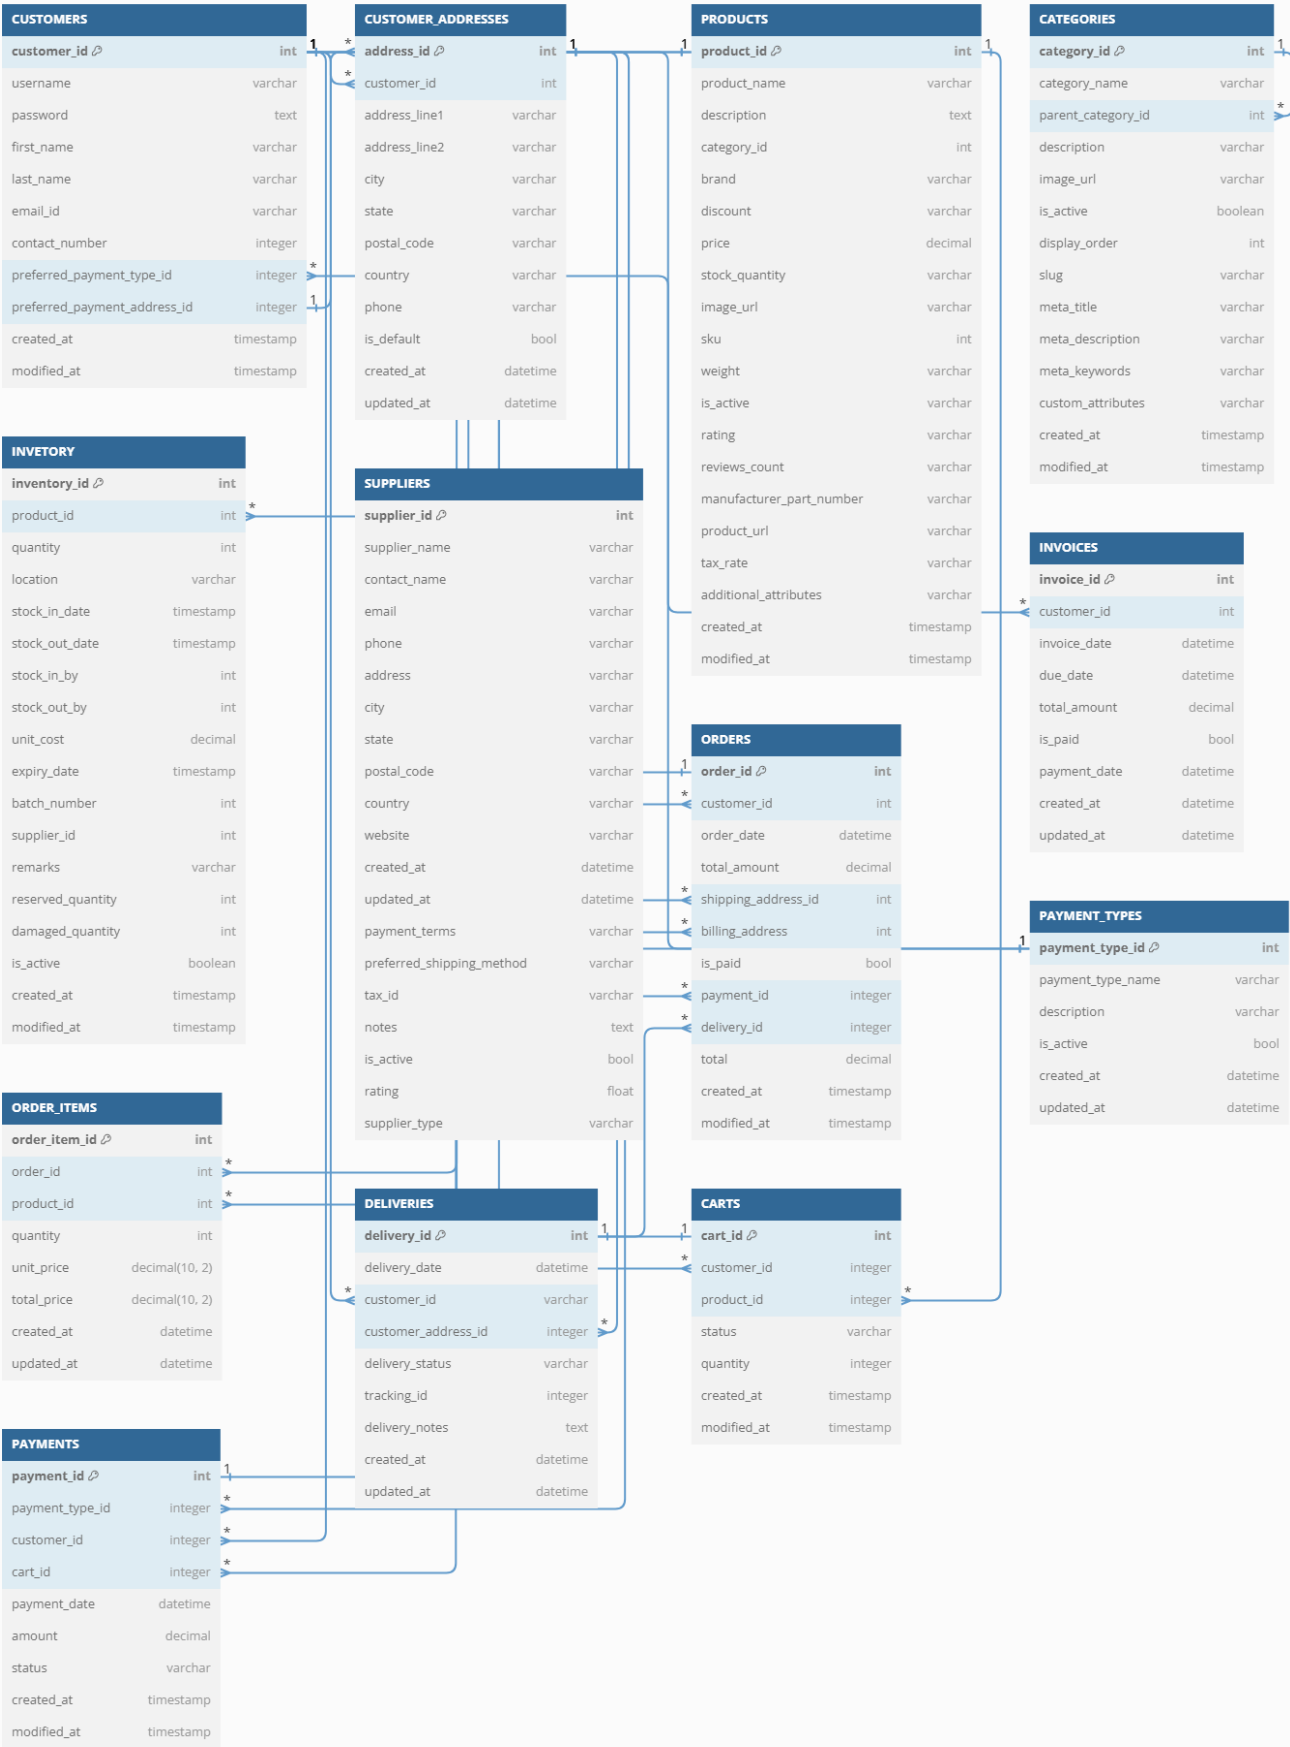 CUSTOMERS
customer_id int
username varchar
password text
first_name varchar
last_name varchar
email_id varchar
contact_number integer
preferred_payment_type_id integer
preferred_payment_address_id integer
created_at timestamp
modified_at timestamp
1
*
1
CUSTOMER_ADDRESSES
* address_id int 1
* customer_id int
address_line1 varchar
address_line2 varchar
city varchar
state varchar
postal_code varchar
country varchar
phone varchar
is_default bool
created_at datetime
updated_at datetime
PRODUCTS
1 product_id int 1
product_name varchar
description text
category_id int
brand varchar
discount varchar
price decimal
stock_quantity varchar
image_url varchar
sku int
weight varchar
is_active varchar
rating varchar
reviews_count varchar
manufacturer_part_number varchar
product_url varchar
tax_rate varchar
additional_attributes varchar
created_at timestamp
modified_at timestamp
CATEGORIES
category_id int 1
category_name varchar
parent_category_id int *
description varchar
image_url varchar
is_active boolean
display_order int
slug varchar
meta_title varchar
meta_description varchar
meta_keywords varchar
custom_attributes varchar
created_at timestamp
modified_at timestamp
INVETORY
inventory_id int
product_id int *
quantity int
location varchar
stock_in_date timestamp
stock_out_date timestamp
stock_in_by int
stock_out_by int
unit_cost decimal
expiry_date timestamp
batch_number int
supplier_id int
remarks varchar
reserved_quantity int
damaged_quantity int
is_active boolean
created_at timestamp
modified_at timestamp
SUPPLIERS
supplier_id int
supplier_name varchar
contact_name varchar
email varchar
phone varchar
address varchar
city varchar
state varchar
postal_code varchar
country varchar
website varchar
created_at datetime
updated_at datetime
payment_terms varchar
preferred_shipping_method varchar
tax_id varchar
notes text
is_active bool
rating float
supplier_type varchar
INVOICES
invoice_id int
* customer_id int
invoice_date datetime
due_date datetime
total_amount decimal
is_paid bool
payment_date datetime
created_at datetime
updated_at datetime
ORDERS
1 order_id int
* customer_id int
order_date datetime
total_amount decimal
* shipping_address_id int
* billing_address int
is_paid bool
* payment_id integer
* delivery_id integer
total decimal
created_at timestamp
modified_at timestamp
PAYMENT_TYPES
1 payment_type_id int
payment_type_name varchar
description varchar
is_active bool
created_at datetime
updated_at datetime
ORDER_ITEMS
order_item_id int
order_id int *
product_id int *
quantity int
unit_price decimal(10, 2)
total_price decimal(10, 2)
created_at datetime
updated_at datetime
DELIVERIES
delivery_id int 1
delivery_date datetime
* customer_id varchar
customer_address_id integer *
delivery_status varchar
tracking_id integer
delivery_notes text
created_at datetime
updated_at datetime
CARTS
1 cart_id int
* customer_id integer
product_id integer *
status varchar
quantity integer
created_at timestamp
modified_at timestamp
PAYMENTS
payment_id int 1
payment_type_id integer *
customer_id integer *
cart_id integer *
payment_date datetime
amount decimal
status varchar
created_at timestamp
modified_at timestamp